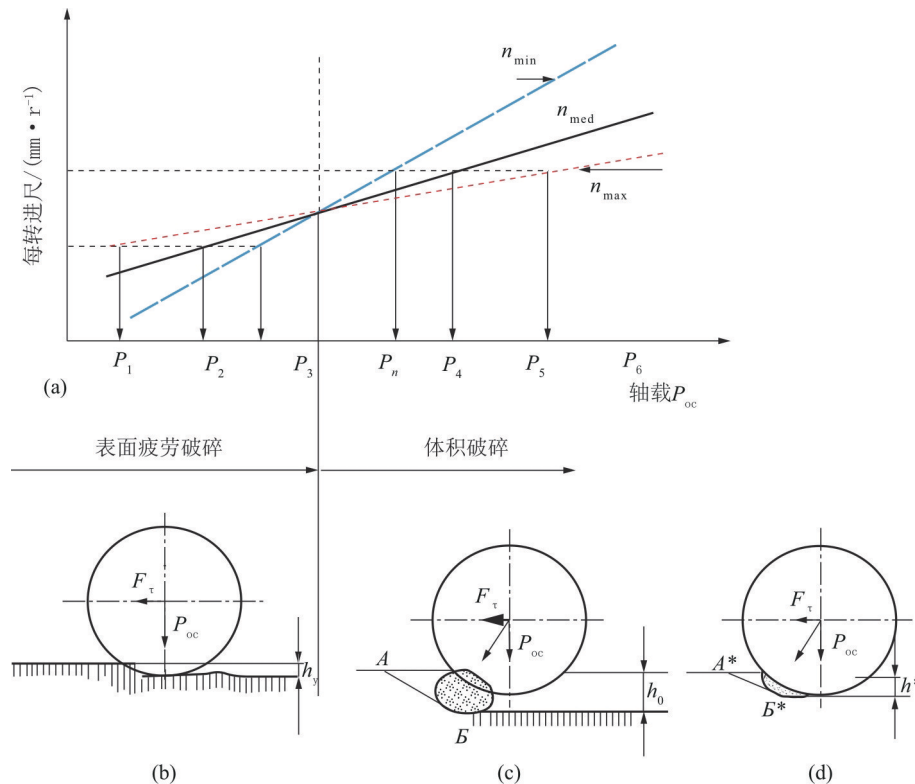 每转进尺/(mm·r⁻¹)
n_min
n_med
n_max
P_1 P_2 P_3 P_n P_4 P_5 P_6
(a)
轴载P_oc
表面疲劳破碎 体积破碎
F_τ P_oc h_y
F_τ P_oc A Б h_0
F_τ P_oc A* Б* h*
(b) (c) (d)